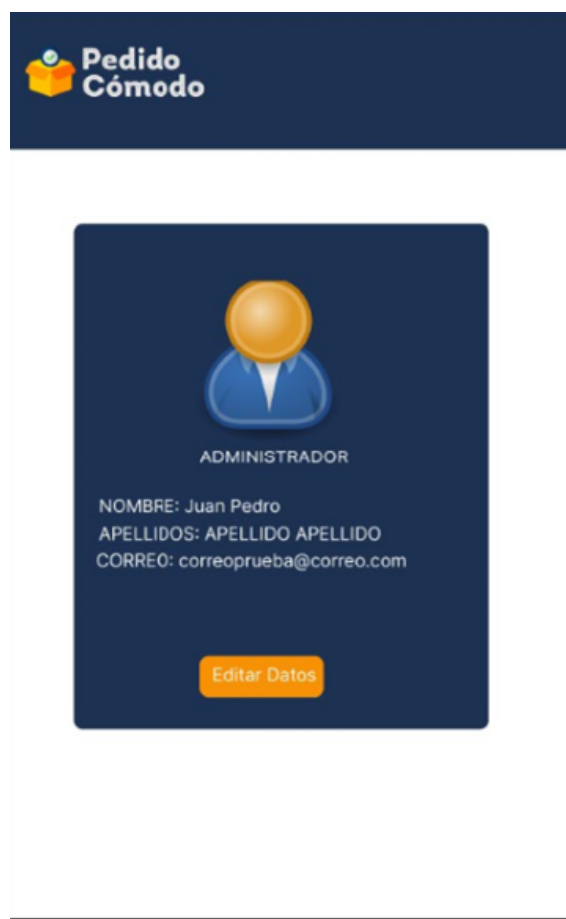 Pedido
Cómodo
ADMINISTRADOR
NOMBRE: Juan Pedro
APELLIDOS: APELLIDO APELLIDO
CORREO: correoprueba@correo.com
Editar Datos